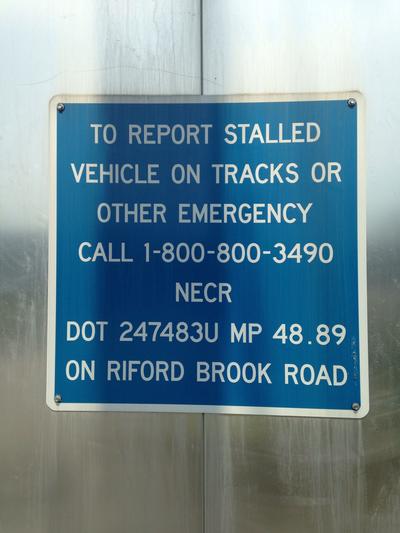 TO REPORT STALLED
VEHICLE ON TRACKS OR
OTHER EMERGENCY
CALL 1-800-800-3490
NECR
DOT 247483U MP 48.89
ON RIFORD BROOK ROAD